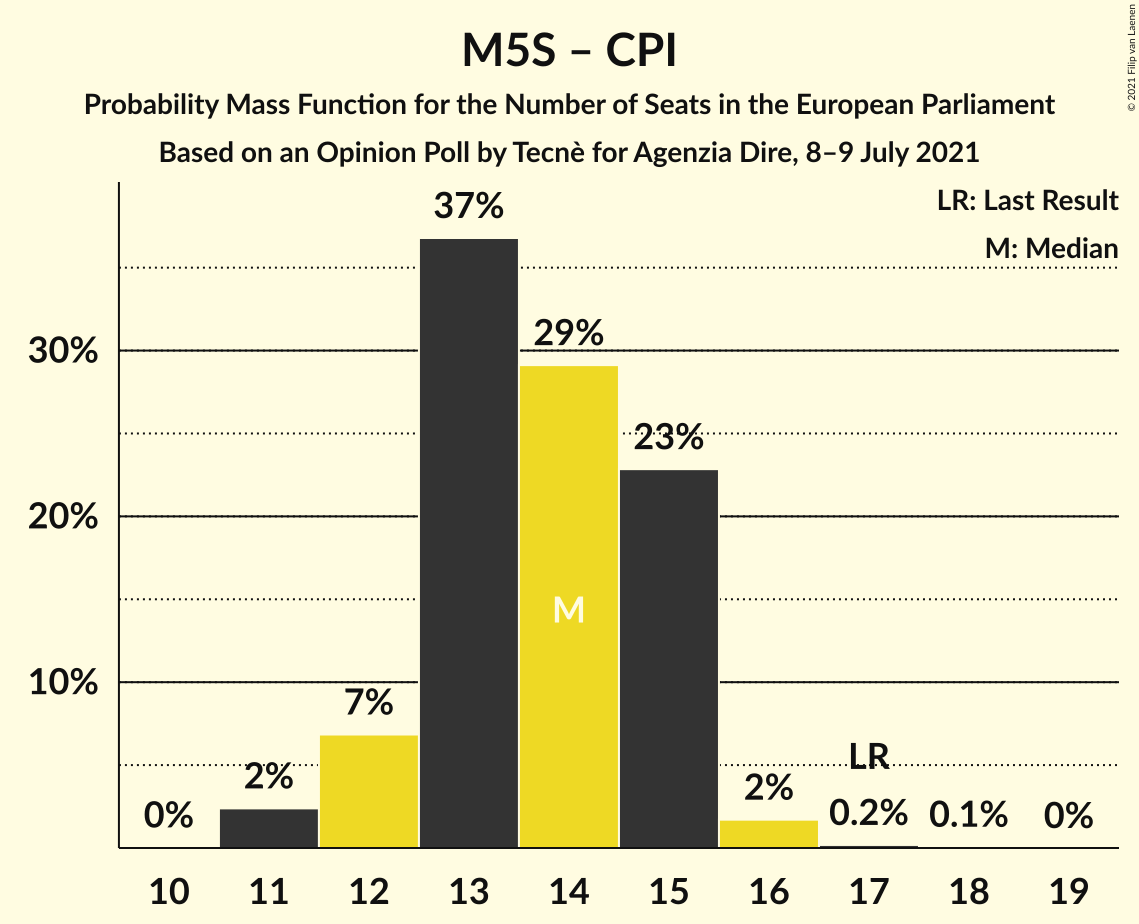 M5S – CPI
Probability Mass Function for the Number of Seats in the European Parliament
Based on an Opinion Poll by Tecnè for Agenzia Dire, 8–9 July 2021
© 2021 Filip van Laenen
LR: Last Result
M: Median
30%
20%
10%
0%
2%
7%
37%
29%
M
23%
2%
LR
0.2%
0.1%
0%
10 11 12 13 14 15 16 17 18 19